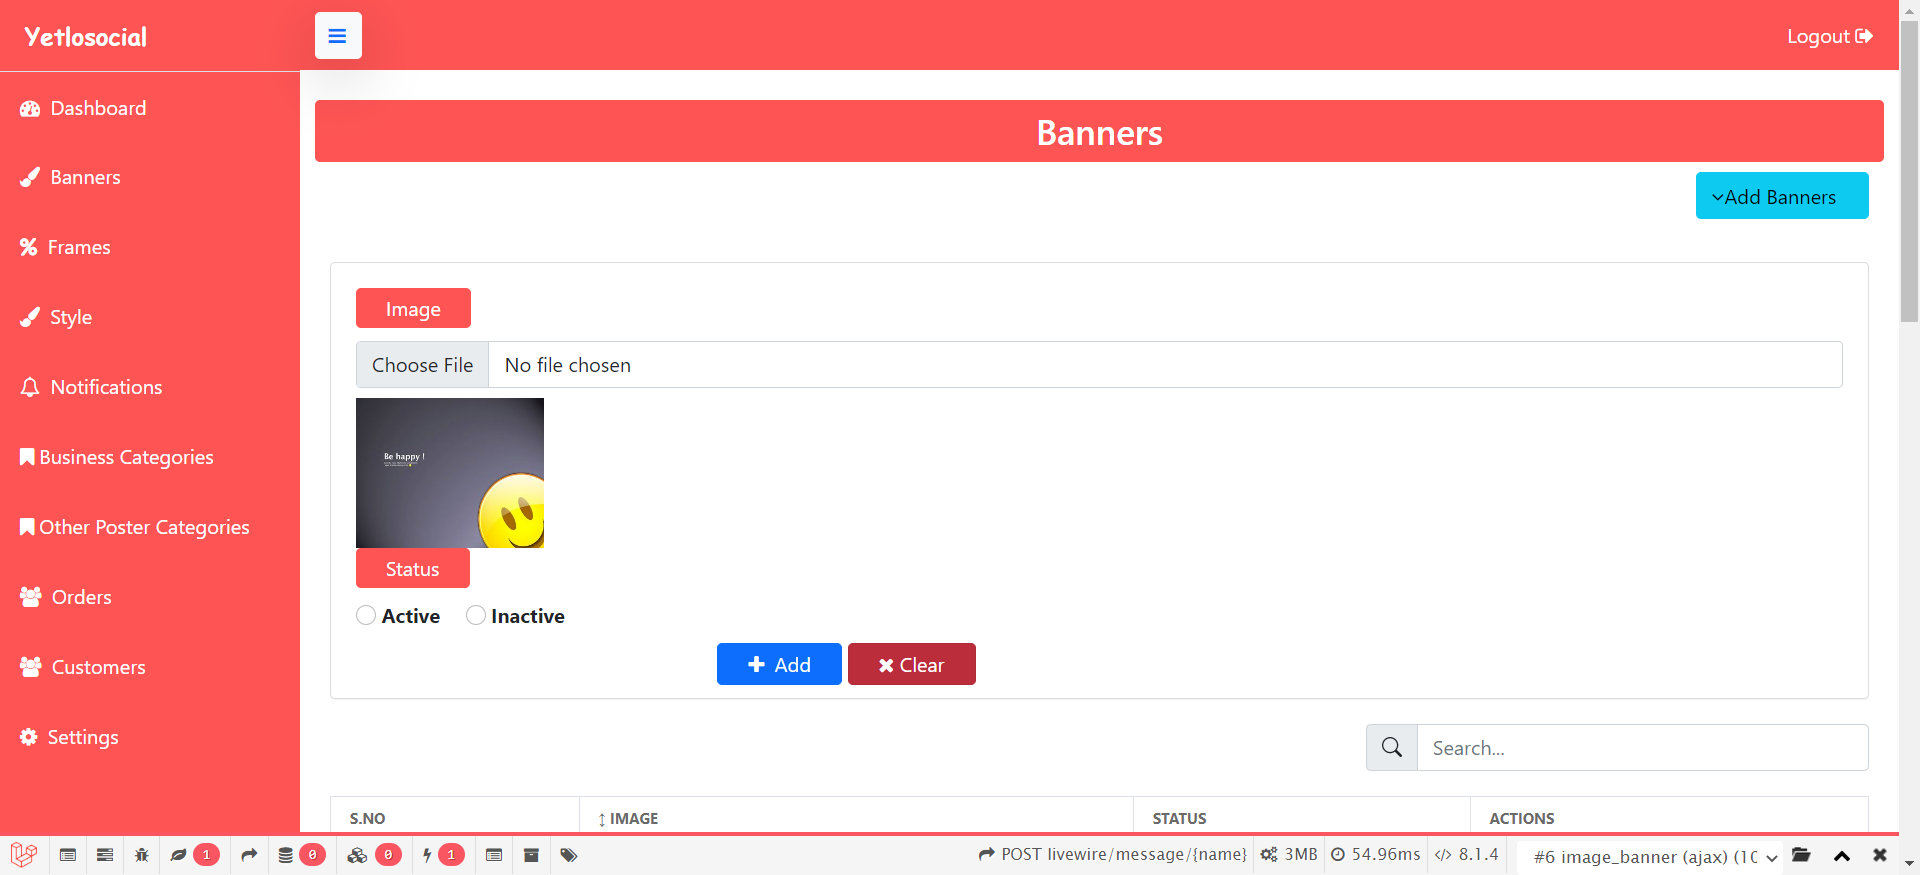 Yetlosocial
Logout
Dashboard
Banners
Frames
Style
Notifications
Business Categories
Other Poster Categories
Orders
Customers
Settings
Banners
Add Banners
Image
Choose File No file chosen
Be happy !
Status
Active Inactive
Add Clear
Search...
S.NO IMAGE STATUS ACTIONS
1 0 0 1 POST livewire/message/{name} 3MB 54.96ms 8.1.4 #6 image_banner (ajax) (10